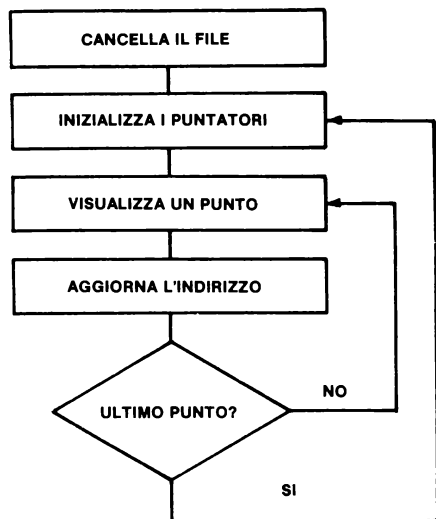 CANCELLA IL FILE
INIZIALIZZA I PUNTATORI
VISUALIZZA UN PUNTO
AGGIORNA L'INDIRIZZO
ULTIMO PUNTO?
NO
SI